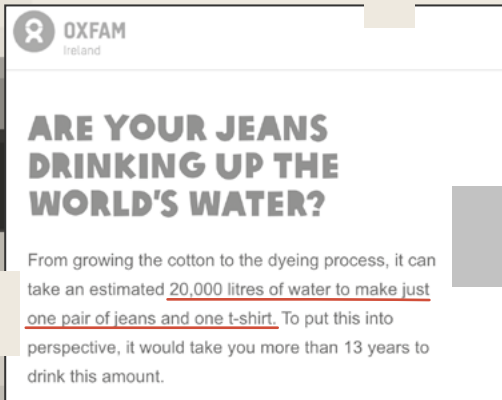 OXFAM
Ireland
ARE YOUR JEANS
DRINKING UP THE
WORLD'S WATER?
From growing the cotton to the dyeing process, it can
take an estimated 20,000 litres of water to make just
one pair of jeans and one t-shirt. To put this into
perspective, it would take you more than 13 years to
drink this amount.